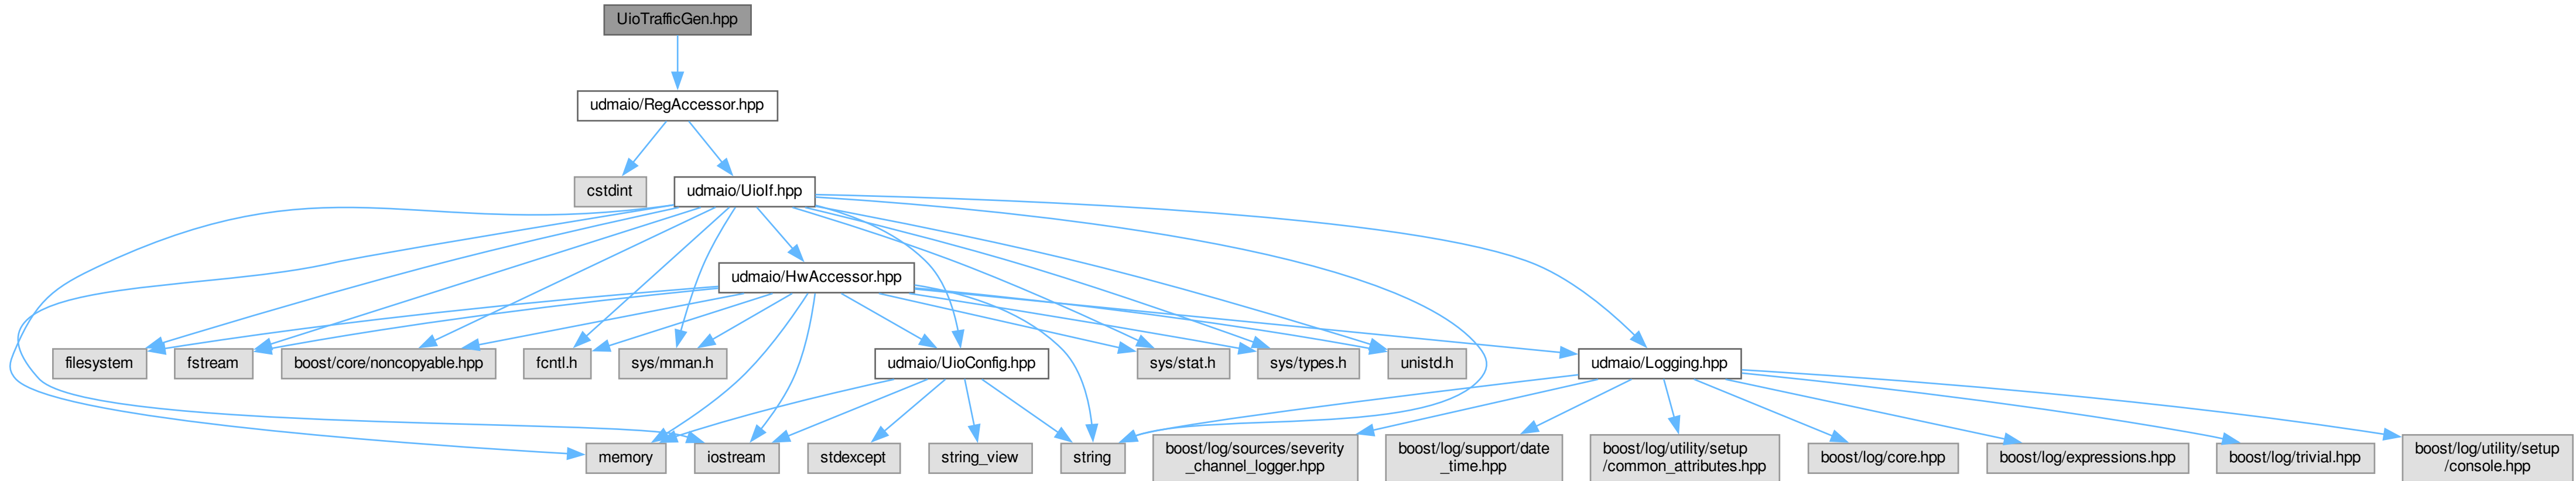 UioTrafficGen.hpp
udmaio/RegAccessor.hpp
cstdint
udmaio/UioIf.hpp
udmaio/HwAccessor.hpp
filesystem
fstream
boost/core/noncopyable.hpp
fcntl.h
sys/mman.h
udmaio/UioConfig.hpp
sys/stat.h
sys/types.h
unistd.h
udmaio/Logging.hpp
memory
iostream
stdexcept
string_view
string
boost/log/sources/severity
_channel_logger.hpp
boost/log/support/date
_time.hpp
boost/log/utility/setup
/common_attributes.hpp
boost/log/core.hpp
boost/log/expressions.hpp
boost/log/trivial.hpp
boost/log/utility/setup
/console.hpp